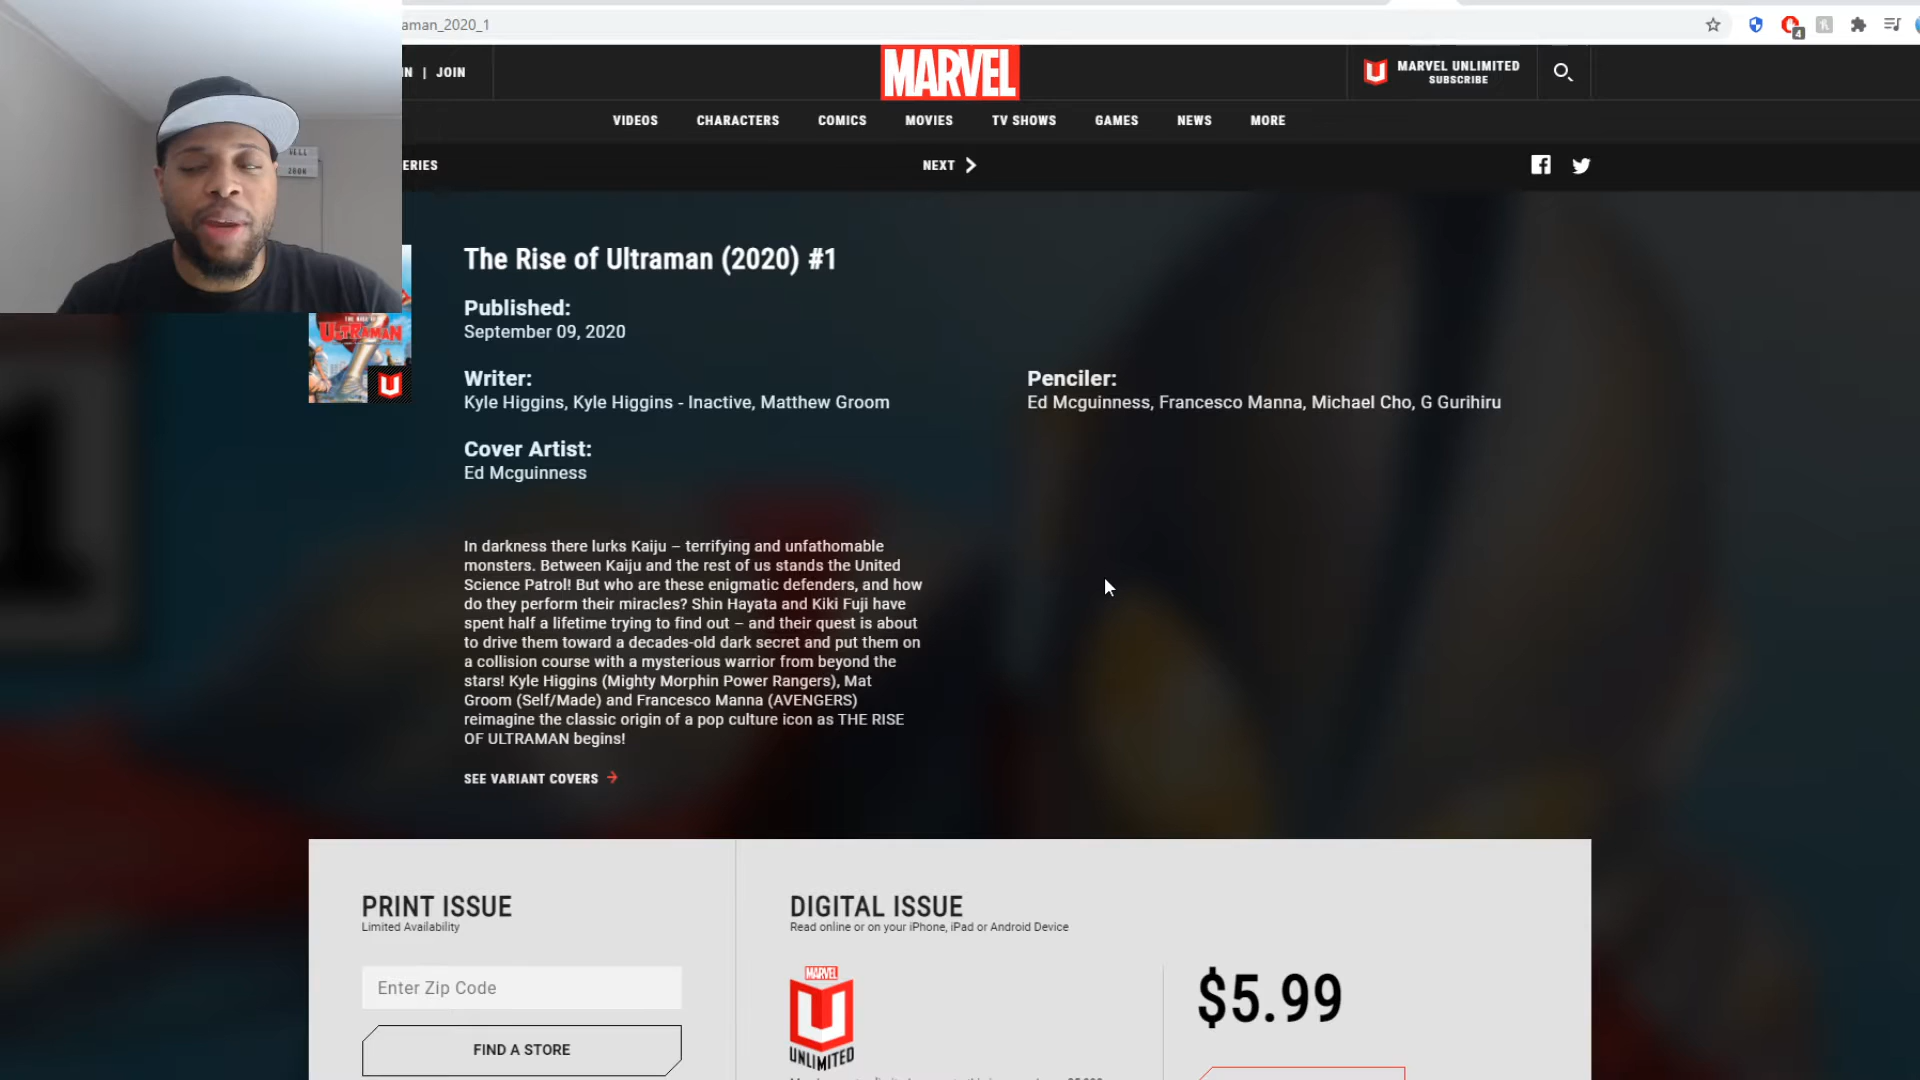 aman_2020_1
4
IN | JOIN
MARVEL
MARVEL UNLIMITED
SUBSCRIBE
VIDEOS CHARACTERS COMICS MOVIES TV SHOWS GAMES NEWS MORE
ERIES
NEXT
The Rise of Ultraman (2020) #1
Published:
September 09, 2020
Writer:
Kyle Higgins, Kyle Higgins - Inactive, Matthew Groom
Penciler:
Ed Mcguinness, Francesco Manna, Michael Cho, G Gurihiru
Cover Artist:
Ed Mcguinness
ULTRAMAN
In darkness there lurks Kaiju – terrifying and unfathomable
monsters. Between Kaiju and the rest of us stands the United
Science Patrol! But who are these enigmatic defenders, and how
do they perform their miracles? Shin Hayata and Kiki Fuji have
spent half a lifetime trying to find out – and their quest is about
to drive them toward a decades-old dark secret and put them on
a collision course with a mysterious warrior from beyond the
stars! Kyle Higgins (Mighty Morphin Power Rangers), Mat
Groom (Self/Made) and Francesco Manna (AVENGERS)
reimagine the classic origin of a pop culture icon as THE RISE
OF ULTRAMAN begins!
SEE VARIANT COVERS
PRINT ISSUE
Limited Availability
Enter Zip Code
FIND A STORE
DIGITAL ISSUE
Read online or on your iPhone, iPad or Android Device
MARVEL
UNLIMITED
$5.99